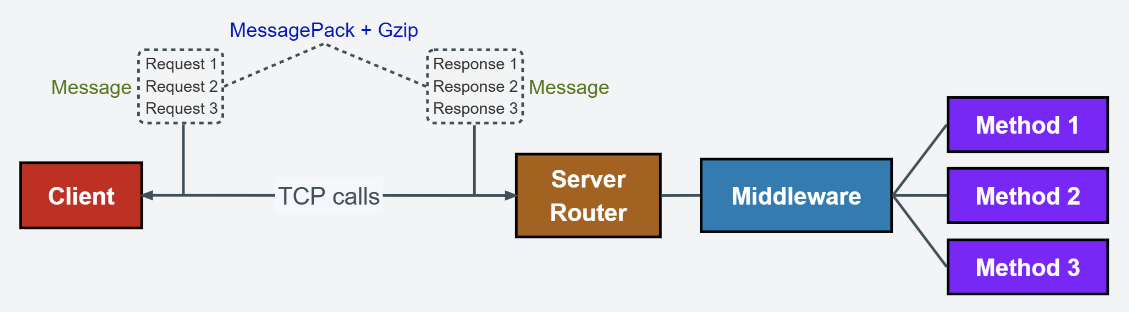 MessagePack + Gzip
Message
Request 1
Request 2
Request 3
Response 1
Response 2
Response 3
Message
Client
TCP calls
Server
Router
Middleware
Method 1
Method 2
Method 3